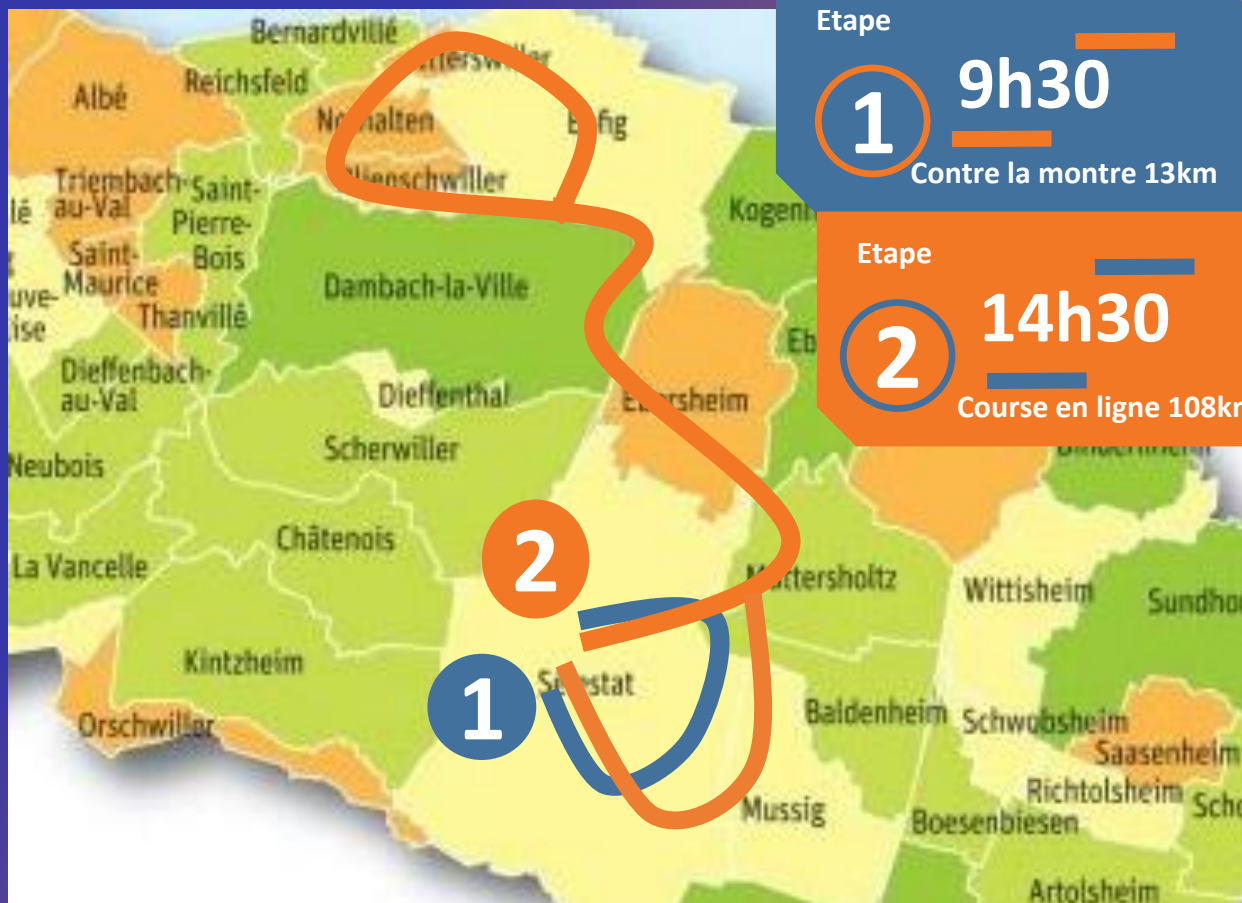 Etape
1
9h30
Contre la montre 13km
Etape
2
14h30
Course en ligne 108k
Bernardvillé
Reichsfeld
Albé
Triembach-
au-Val
Saint-
Pierre-
Bois
Saint-
Maurice
Thanvillé
Dieffenbach-
au-Val
Dambach-la-Ville
Dieffenthal
Scherwiller
Neubois
Châtenois
La Vancelle
Kintzheim
Orschwiller
2
1
Wittisheim
Baldenheim
Schwobsheim
Saasenheim
Richtolsheim
Mussig
Boesenbiesen
Artolsheim